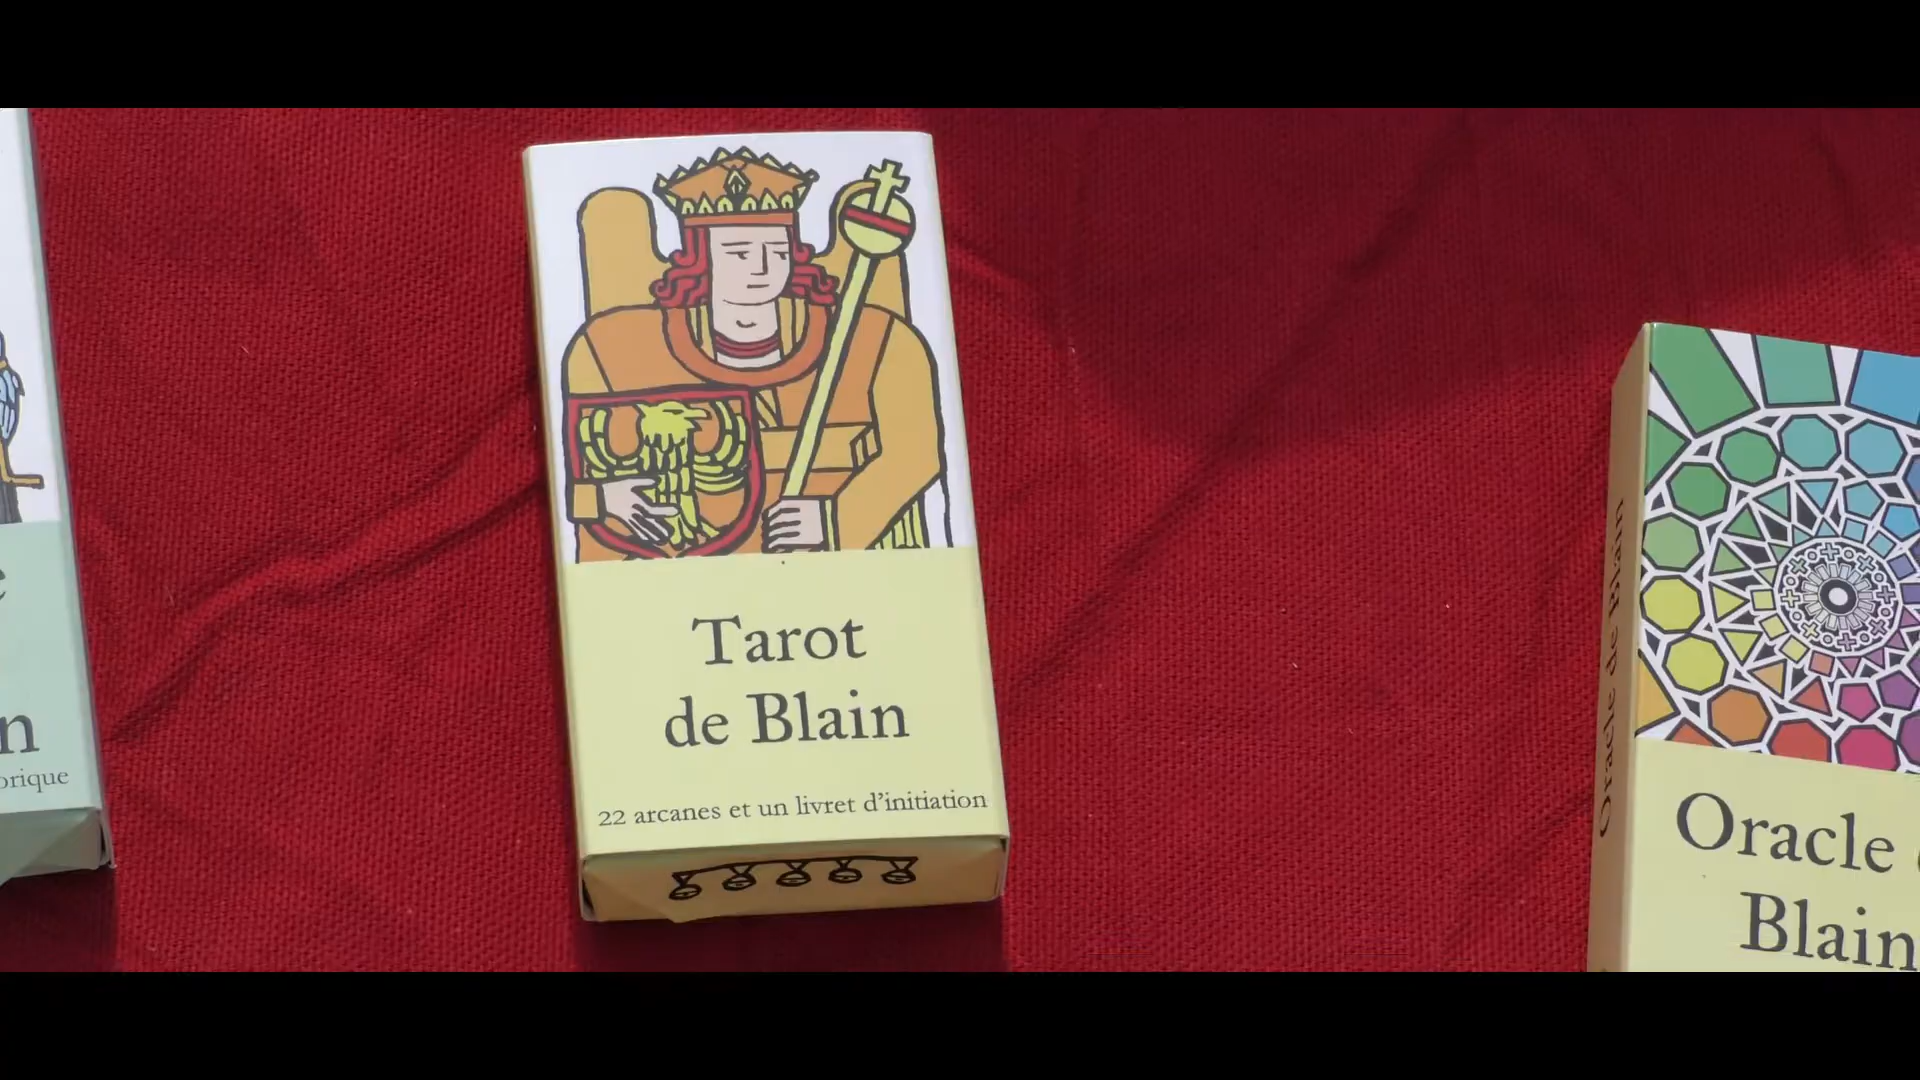 n
orique
Tarot
de Blain
22 arcanes et un livret d'initiation
Oracle de Blain
Oracle
Blain